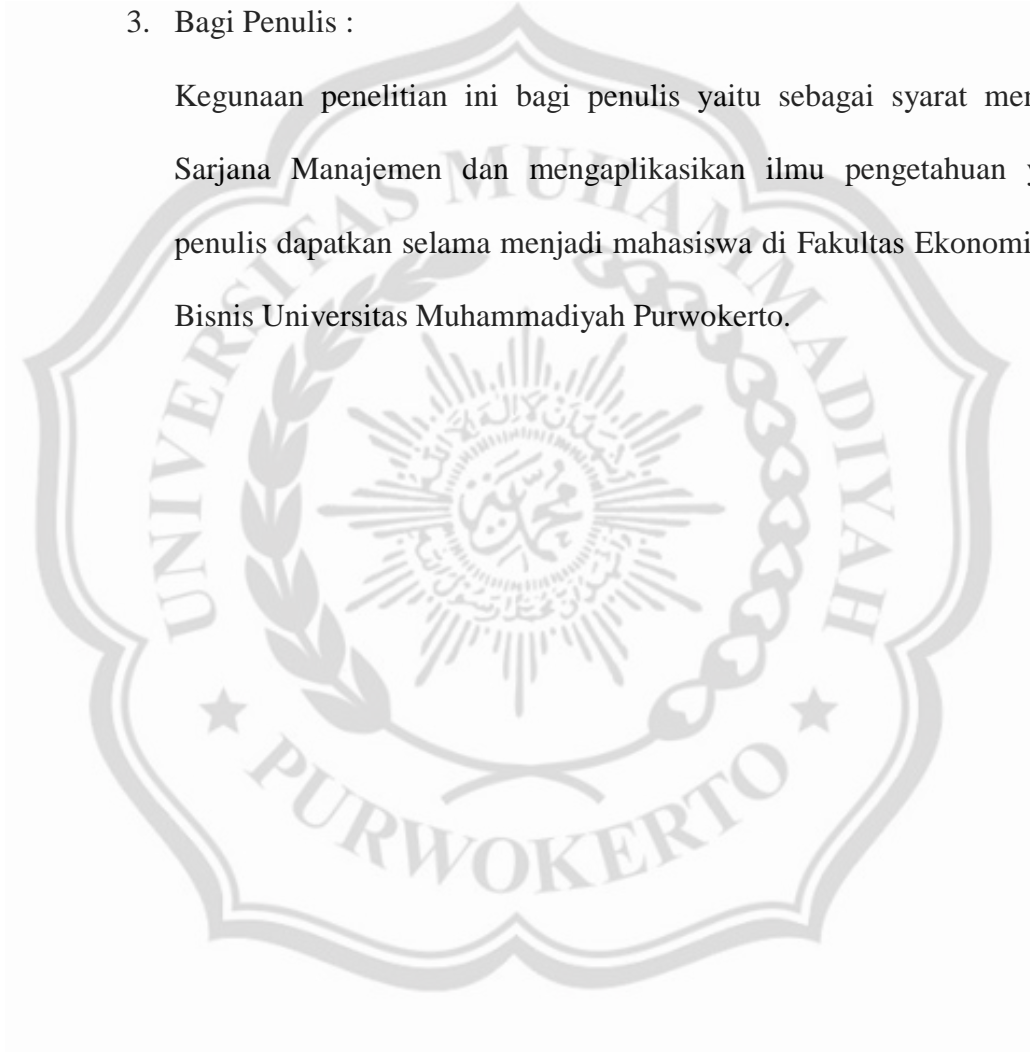 3. Bagi Penulis :
Kegunaan penelitian ini bagi penulis yaitu sebagai syarat
Sarjana Manajemen dan mengaplikasikan ilmu pengetahuan
penulis dapatkan selama menjadi mahasiswa di Fakultas Ekonomi
Bisnis Universitas Muhammadiyah Purwokerto.
UNIVERSITAS MUHAMMADIYAH
PURWOKERTO